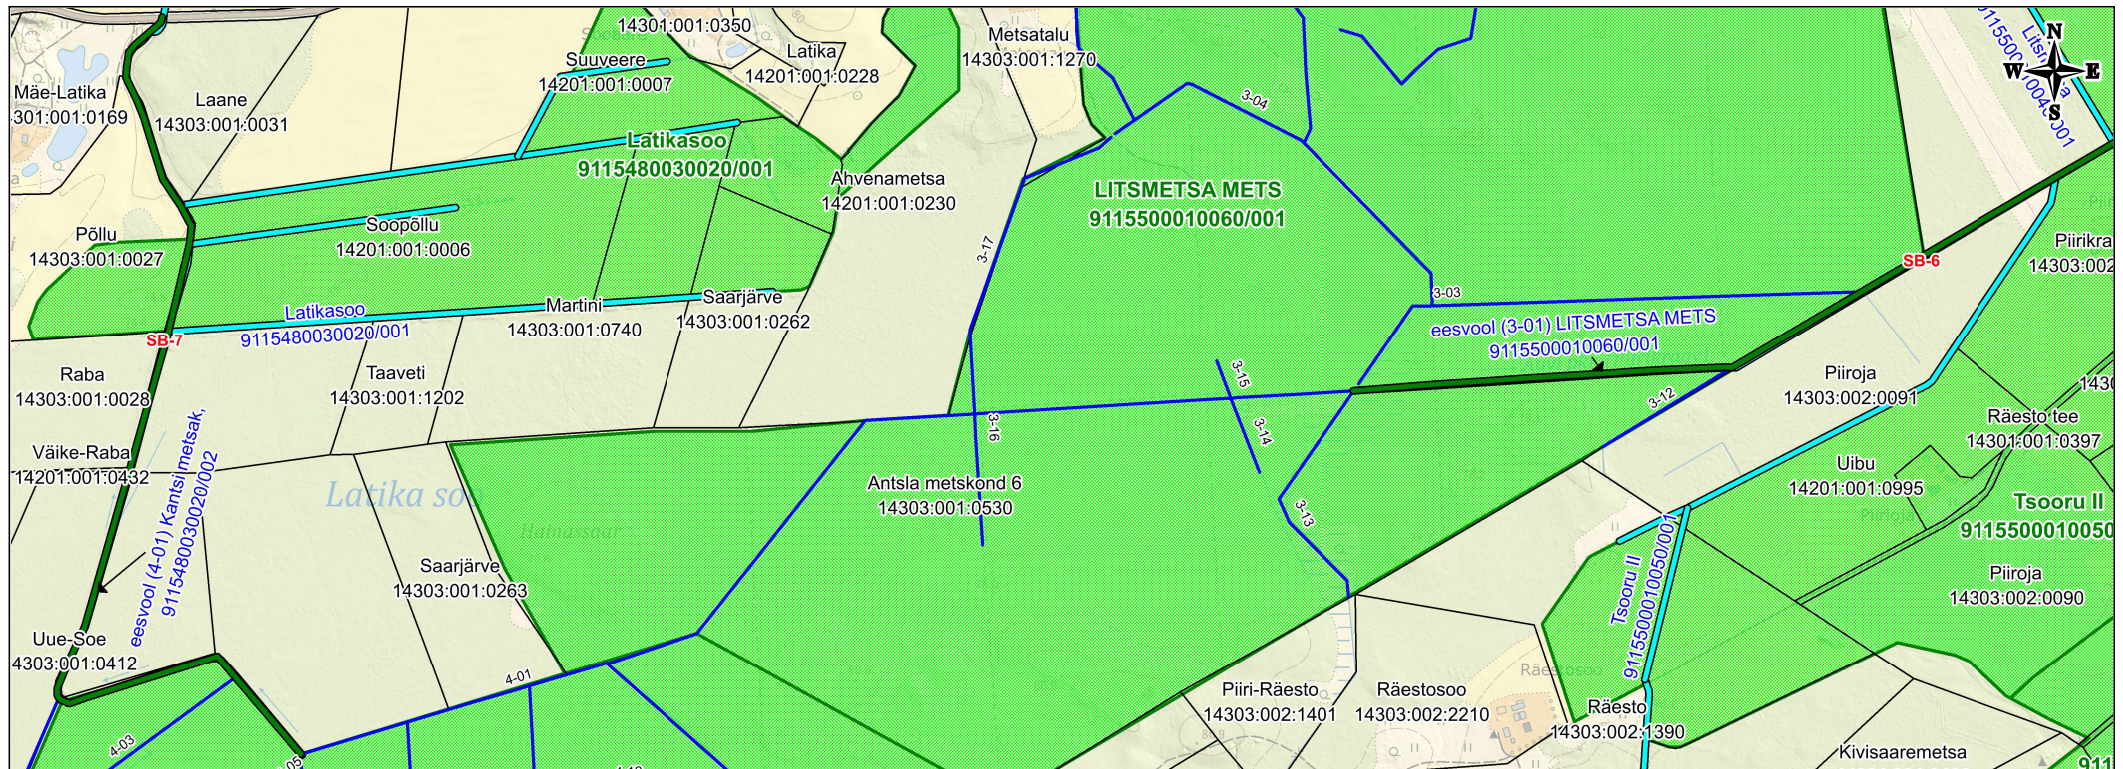 14301:001:0350
Suuveere
14201:001:0007
Latika
14201:001:0228
Metsatalu
14303:001:1270
3-04
N
W
E
S
Mäe-Latika
301:001:0169
Laane
14303:001:0031
Latikasoo
9115480030020/001
Ahvenametsa
14201:001:0230
LITSMETSA METS
9115500010060/001
Põllu
14303:001:0027
Soopõllu
14201:001:0006
3-17
SB-6
Piirikra
14303:002
3-03
Latikasoo
9115480030020/001
Martini
14303:001:0740
Saarjärve
14303:001:0262
eesvool (3-01) LITSMETSA METS
9115500010060/001
SB-7
Raba
14303:001:0028
Taaveti
14303:001:1202
3-15
3-14
3-16
3-12
Piiroja
14303:002:0091
1430
Räesto tee
14301:001:0397
Väike-Raba
14201:001:0432
eesvool (4-01) Kantsimetsak,
9115480030020/002
Latika soo
Hainassaar
Antsla metskond 6
14303:001:0530
3-13
Uibu
14201:001:0995
Piirioja
Tsooru II
9115500010050
Saarjärve
14303:001:0263
Tsooru II
9115500010050/001
Piiroja
14303:002:0090
Uue-Soe
4303:001:0412
4-01
4-03
Räestosoo
Piiri-Räesto
14303:002:1401
Räestosoo
14303:002:2210
Räesto
14303:002:1390
Kivisaaremetsa
911